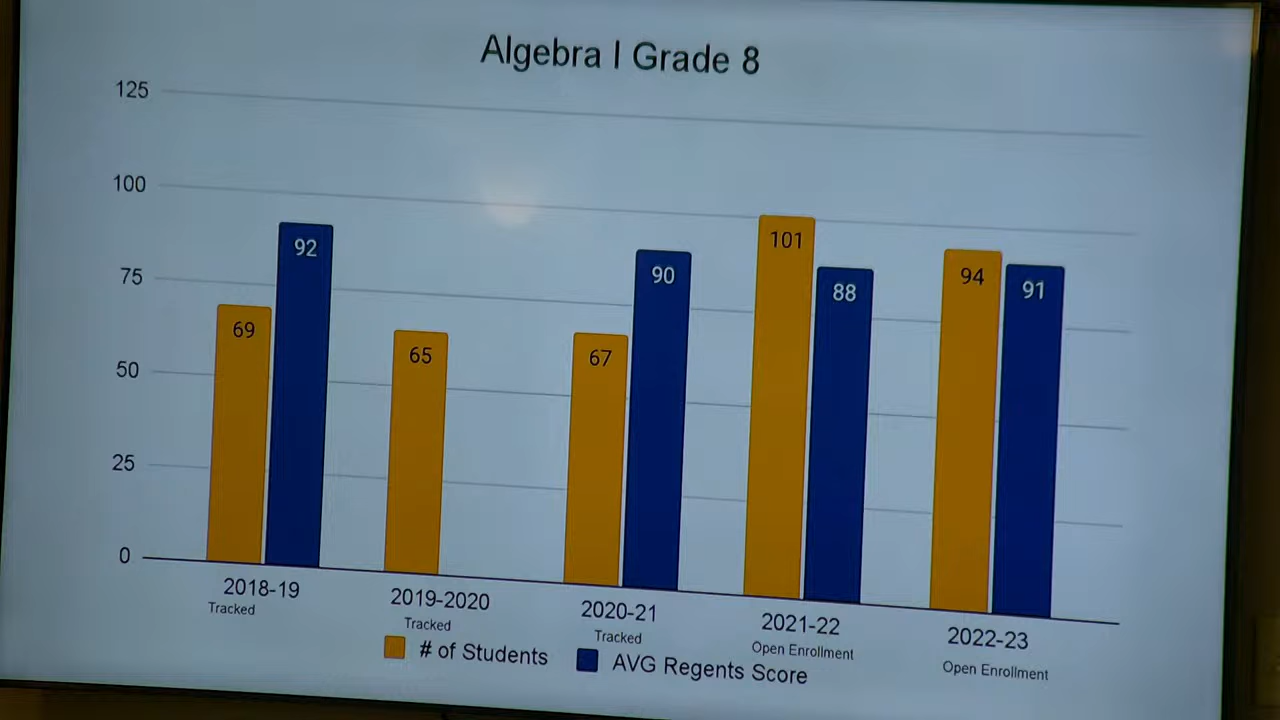 Algebra I Grade 8
125
100
75
50
25
0
69
92
65
67
90
101
88
94
91
2018-19
Tracked
2019-2020
Tracked
2020-21
Tracked
2021-22
Open Enrollment
2022-23
Open Enrollment
# of Students
AVG Regents Score